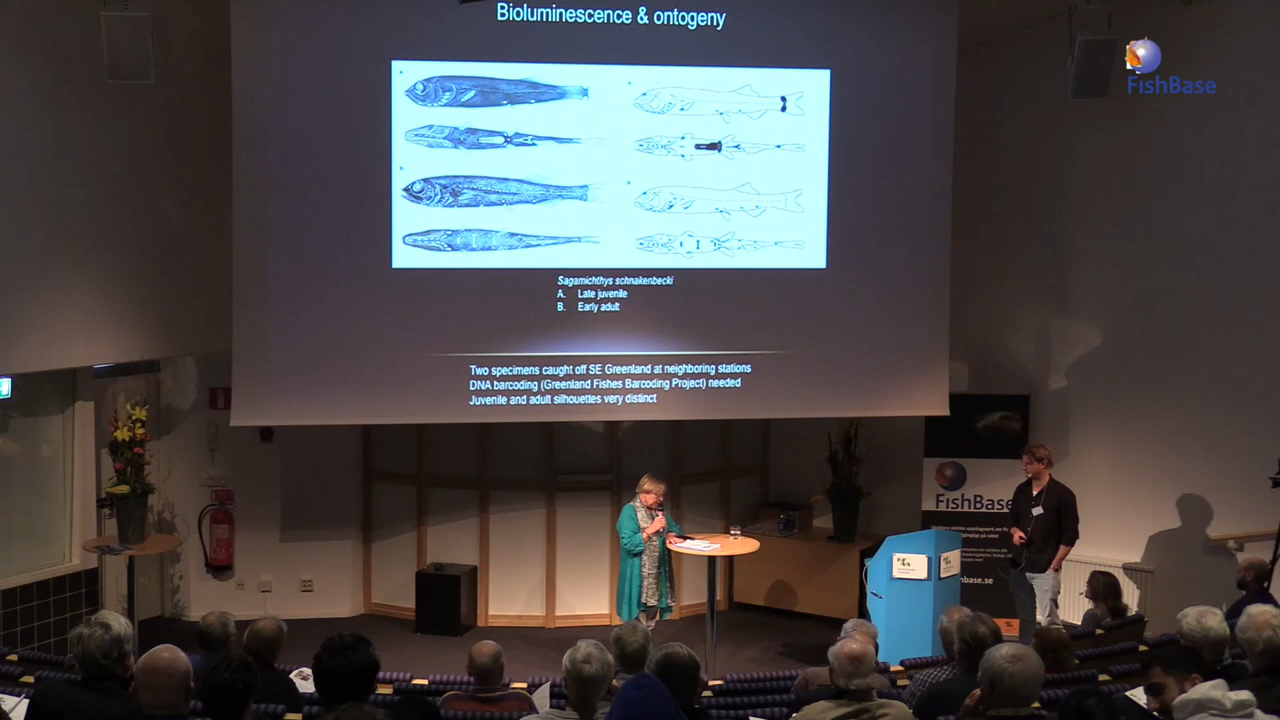 Bioluminescence & ontogeny
FishBase
Sagamichthys schnakenbecki
A. Late juvenile
B. Early adult
Two specimens caught off SE Greenland at neighboring stations
DNA barcoding (Greenland Fishes Barcoding Project) needed
Juvenile and adult silhouettes very distinct
FishBase
hbase.se